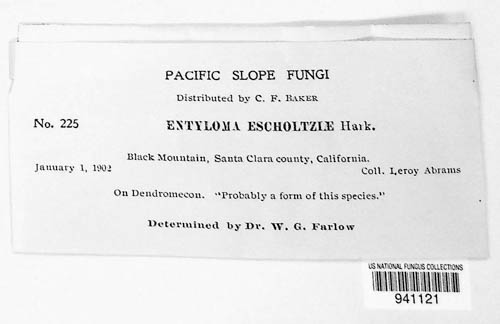 PACIFIC SLOPE FUNGI
Distributed by C. F. BAKER
No. 225 ENTYLOMA ESCHOLTZIÆ Hark.
Black Mountain, Santa Clara county, California.
January 1, 1902 Coll. Leroy Abrams
On Dendromecon. "Probably a form of this species."
Determined by Dr. W. G. Farlow
US NATIONAL FUNGUS COLLECTIONS
941121